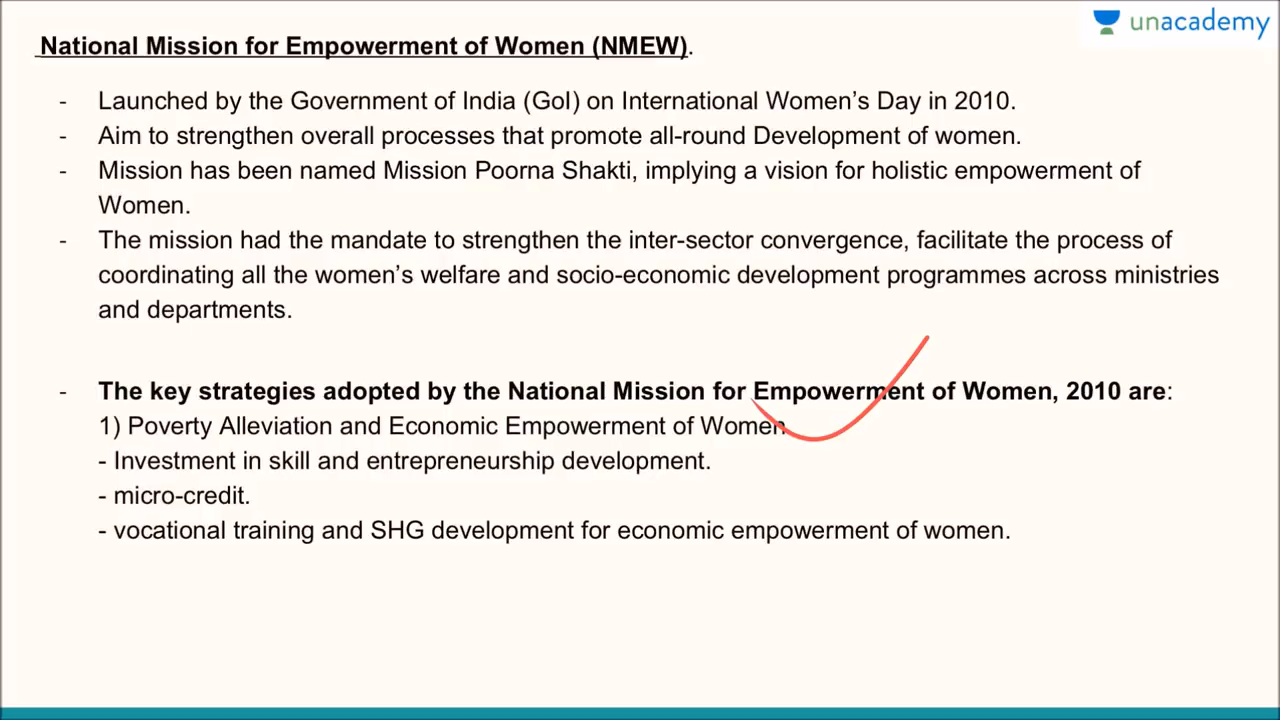 unacademy
National Mission for Empowerment of Women (NMEW).
- Launched by the Government of India (GoI) on International Women's Day in 2010.
- Aim to strengthen overall processes that promote all-round Development of women.
- Mission has been named Mission Poorna Shakti, implying a vision for holistic empowerment of
Women.
- The mission had the mandate to strengthen the inter-sector convergence, facilitate the process of
coordinating all the women's welfare and socio-economic development programmes across ministries
and departments.
- The key strategies adopted by the National Mission for Empowerment of Women, 2010 are:
1) Poverty Alleviation and Economic Empowerment of Women
- Investment in skill and entrepreneurship development.
- micro-credit.
- vocational training and SHG development for economic empowerment of women.